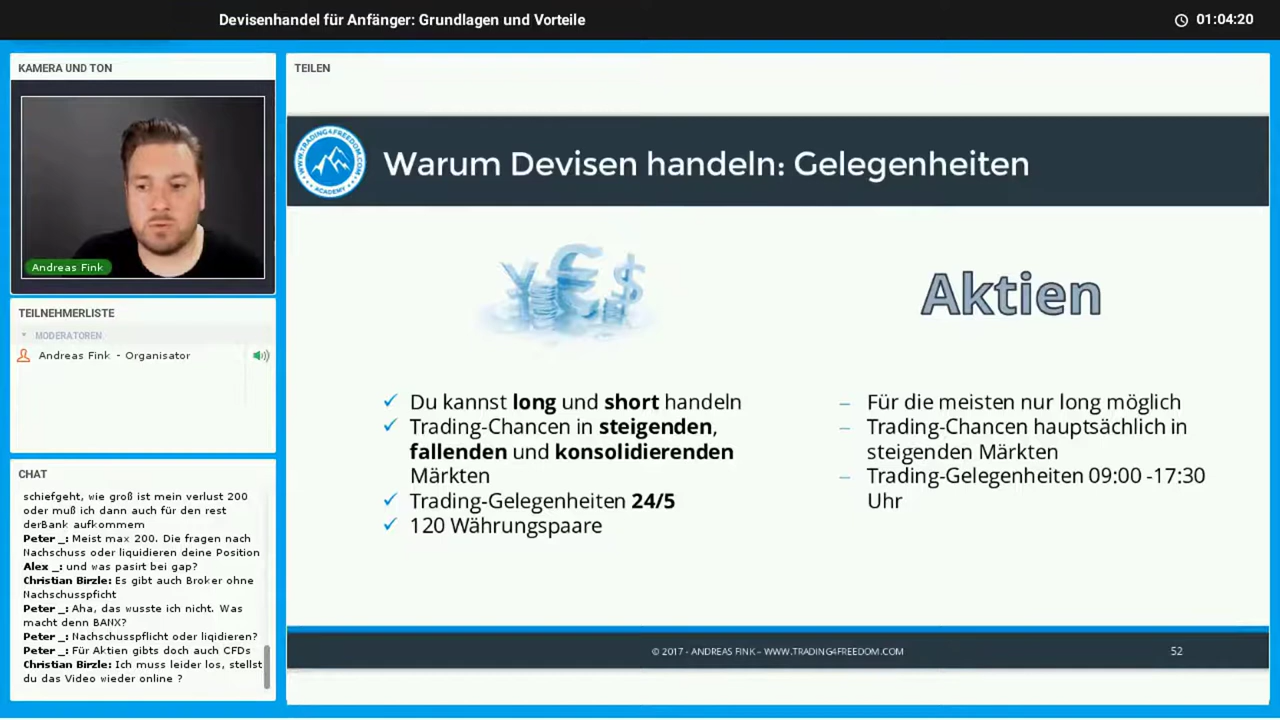 Devisenhandel für Anfänger: Grundlagen und Vorteile
01:04:20
KAMERA UND TON
Andreas Fink
TEILNEHMERLISTE
MODERATOREN
Andreas Fink - Organisator
CHAT
schiefgeht, wie groß ist mein verlust 200
oder muß ich dann auch für den rest
derBank aufkommem
Peter _: Meist max 200. Die fragen nach
Nachschuss oder liquidieren deine Position
Alex _: und was pasirt bei gap?
Christian Birzle: Es gibt auch Broker ohne
Nachschusspficht
Peter _: Aha, das wusste ich nicht. Was
macht denn BANX?
Peter _: Nachschusspflicht oder liqidieren?
Peter _: Für Aktien gibts doch auch CFDs
Christian Birzle: Ich muss leider los, stellst
du das Video wieder online ?
TEILEN
WWW.TRADING4FREEDOM.COM
ACADEMY
Warum Devisen handeln: Gelegenheiten
¥€$
Aktien
Du kannst long und short handeln
Trading-Chancen in steigenden,
fallenden und konsolidierenden
Märkten
Trading-Gelegenheiten 24/5
120 Währungspaare
– Für die meisten nur long möglich
– Trading-Chancen hauptsächlich in
steigenden Märkten
– Trading-Gelegenheiten 09:00 -17:30
Uhr
© 2017 - ANDREAS FINK – WWW.TRADING4FREEDOM.COM
52